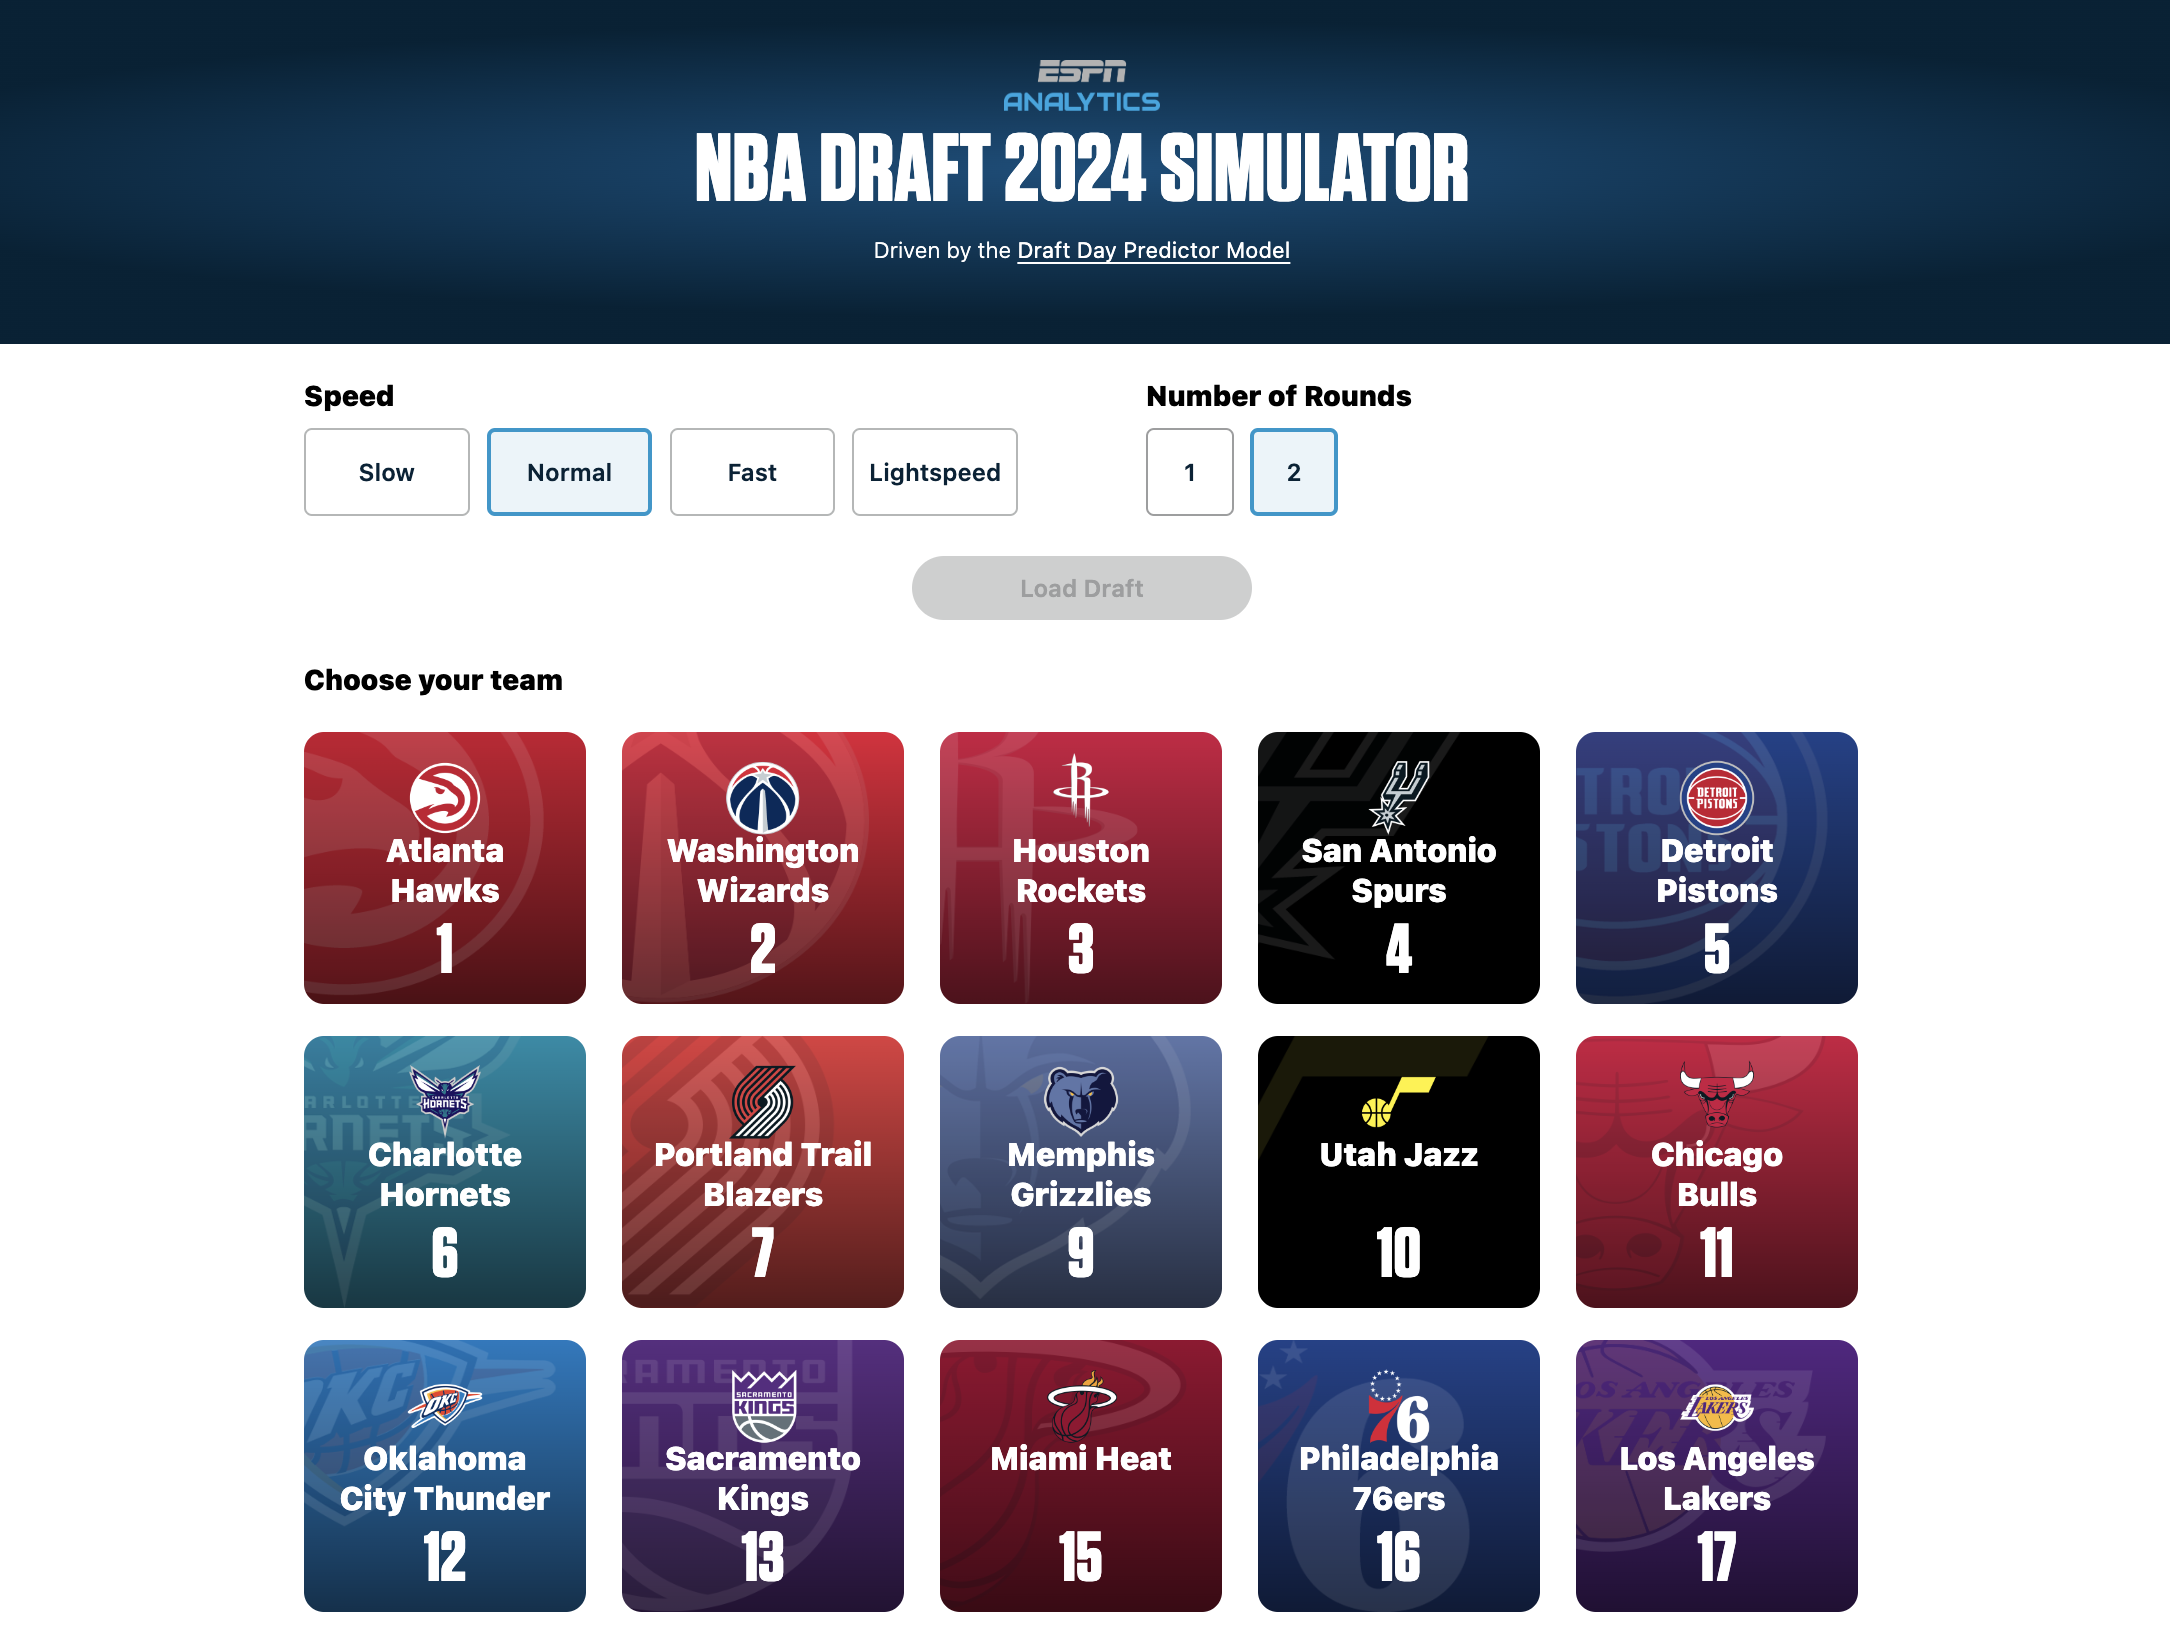 ESPN
ANALYTICS
NBA DRAFT 2024 SIMULATOR
Driven by the Draft Day Predictor Model
Speed
Number of Rounds
Slow
Normal
Fast
Lightspeed
1
2
Load Draft
Choose your team
DETROIT
PISTONS
Atlanta
Hawks
1
Washington
Wizards
2
Houston
Rockets
3
San Antonio
Spurs
4
Detroit
Pistons
5
CHARLOTTE
HORNETS
Charlotte
Hornets
6
Portland Trail
Blazers
7
Memphis
Grizzlies
9
Utah Jazz
10
Chicago
Bulls
11
OKC
Oklahoma
City Thunder
12
SACRAMENTO
KINGS
Sacramento
Kings
13
Miami Heat
15
76
Philadelphia
76ers
16
LOS ANGELES
LAKERS
Los Angeles
Lakers
17